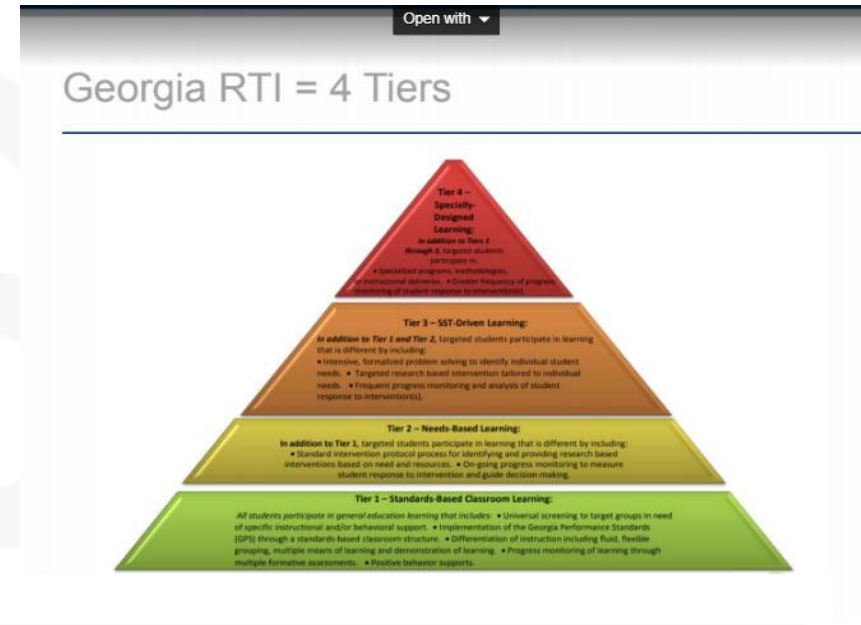 Open with
Georgia RTI = 4 Tiers
Tier 4 –
Specially-
Designed
Learning:
In addition to Tiers 1
through 3, targeted students
participate in:
• Specialized programs, methodologies,
or instructional deliveries. • Greater frequency of progress
monitoring of student response to intervention(s).
Tier 3 – SST-Driven Learning:
In addition to Tier 1 and Tier 2, targeted students participate in learning
that is different by including:
• Intensive, formalized problem solving to identify individual student
needs. • Targeted research based intervention tailored to individual
needs. • Frequent progress monitoring and analysis of student
response to intervention(s).
Tier 2 – Needs-Based Learning:
In addition to Tier 1, targeted students participate in learning that is different by including:
• Standard intervention protocol process for identifying and providing research based
interventions based on need and resources. • On-going progress monitoring to measure
student response to intervention and guide decision-making.
Tier 1 – Standards-Based Classroom Learning:
All students participate in general education learning that includes: • Universal screening to target groups in need
of specific instructional and/or behavioral support. • Implementation of the Georgia Performance Standards
(GPS) through a standards-based classroom structure. • Differentiation of instruction including fluid, flexible
grouping, multiple means of learning and demonstration of learning. • Progress monitoring of learning through
multiple formative assessments. • Positive behavior supports.